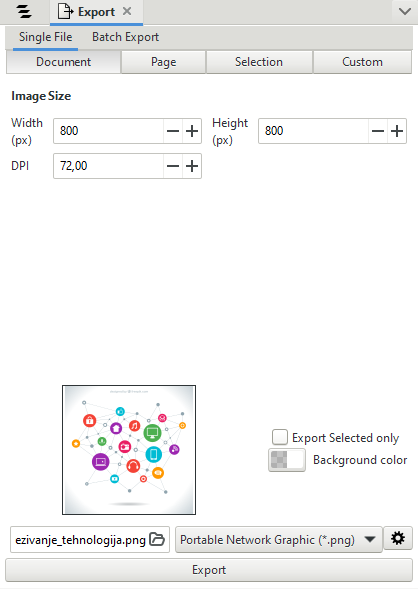 Export
Single File Batch Export
Document Page Selection Custom
Image Size
Width (px) 800 Height (px) 800
DPI 72,00
Export Selected only
Background color
ezivanje_tehnologija.png Portable Network Graphic (*.png)
Export